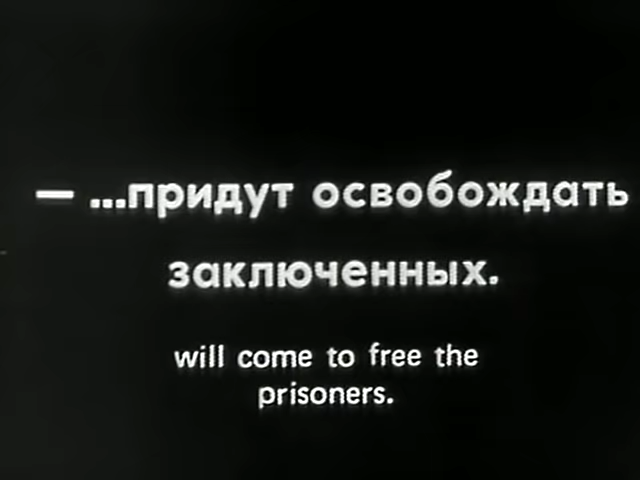 — ...придут освобождать
заключенных.
will come to free the
prisoners.